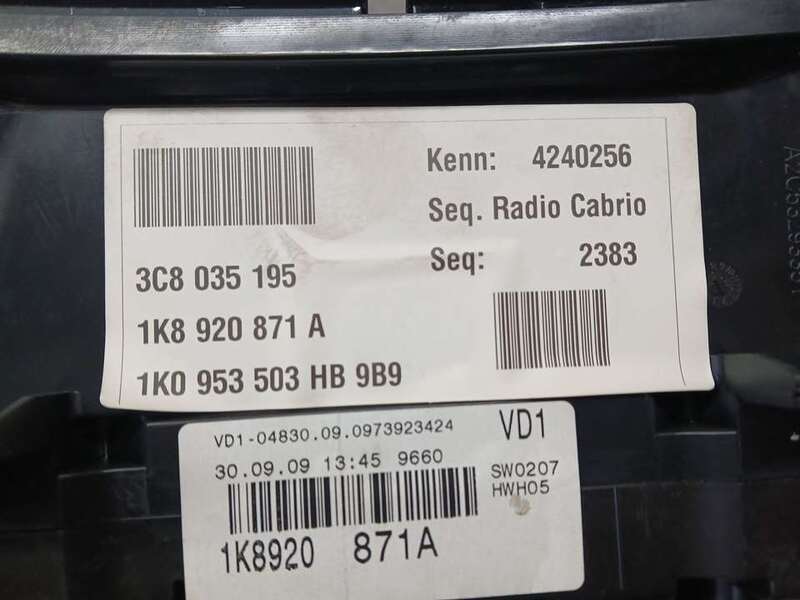 Kenn: 4240256
Seq. Radio Cabrio
Seq: 2383
3C8 035 195
1K8 920 871 A
1K0 953 503 HB 9B9
VD1-04830.09.0973923424
VD1
30.09.09 13:45 9660
SW0207
HWH05
1K8920 871A